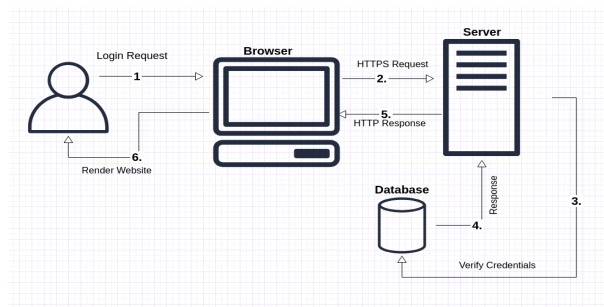 Server
Browser
Login Request
1
HTTPS Request
2.
5.
HTTP Response
6.
Render Website
Database
Response
3.
4.
Verify Credentials